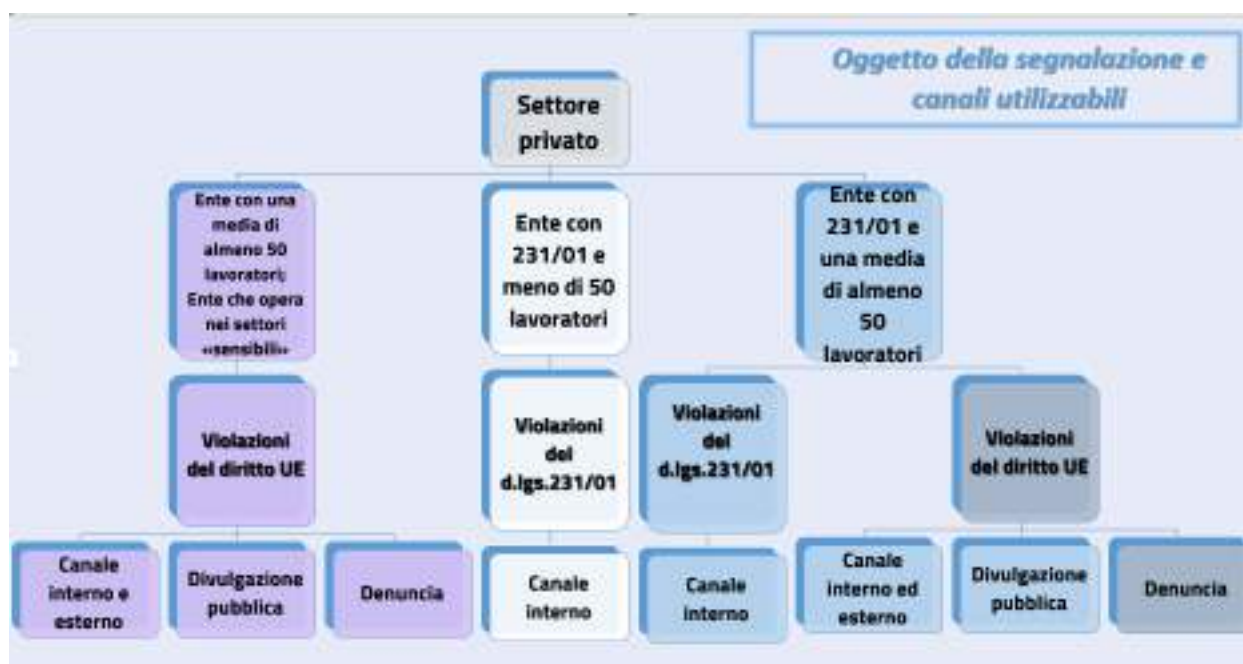 Oggetto della segnalazione e
canali utilizzabili
Settore
privato
Ente con una
media di
almeno 50
lavoratori;
Ente che opera
nei settori
«sensibili»
Ente con
231/01 e
meno di 50
lavoratori
Ente con
231/01 e
una media
di almeno
50
lavoratori
Violazioni
del diritto UE
Violazioni
del
d.lgs.231/01
Violazioni
del
d.lgs.231/01
Violazioni
del diritto UE
Canale
interno e
esterno
Divulgazione
pubblica
Denuncia
Canale
interno
Canale
interno
Canale
interno ed
esterno
Divulgazione
pubblica
Denuncia